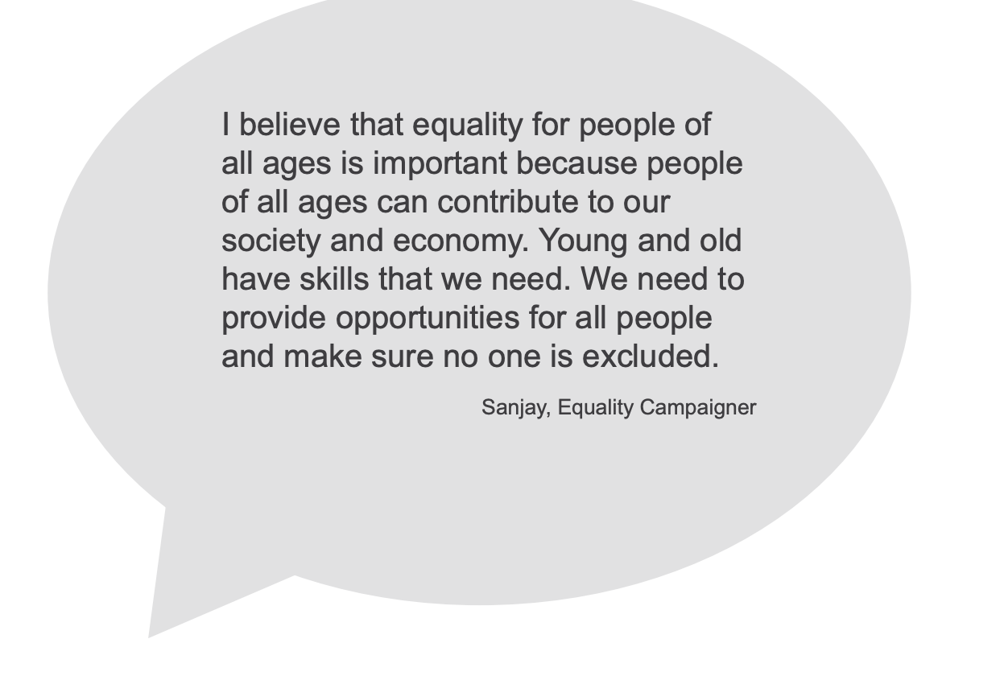 I believe that equality for people of
all ages is important because people
of all ages can contribute to our
society and economy. Young and old
have skills that we need. We need to
provide opportunities for all people
and make sure no one is excluded.
Sanjay, Equality Campaigner